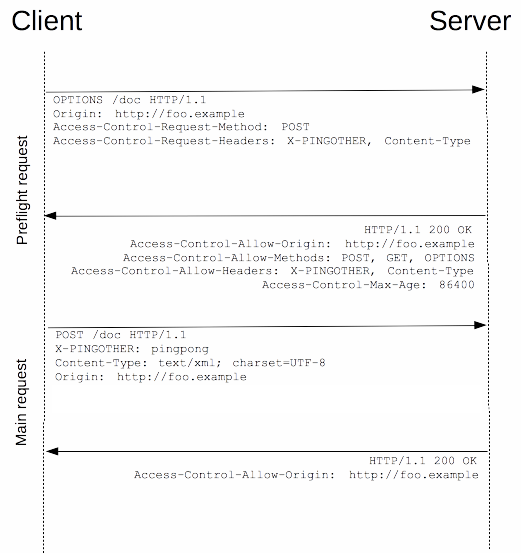 Client
Server
OPTIONS /doc HTTP/1.1
Origin: http://foo.example
Access-Control-Request-Method: POST
Access-Control-Request-Headers: X-PINGOTHER, Content-Type
Preflight request
HTTP/1.1 200 OK
Access-Control-Allow-Origin: http://foo.example
Access-Control-Allow-Methods: POST, GET, OPTIONS
Access-Control-Allow-Headers: X-PINGOTHER, Content-Type
Access-Control-Max-Age: 86400
POST /doc HTTP/1.1
X-PINGOTHER: pingpong
Content-Type: text/xml; charset=UTF-8
Origin: http://foo.example
Main request
HTTP/1.1 200 OK
Access-Control-Allow-Origin: http://foo.example